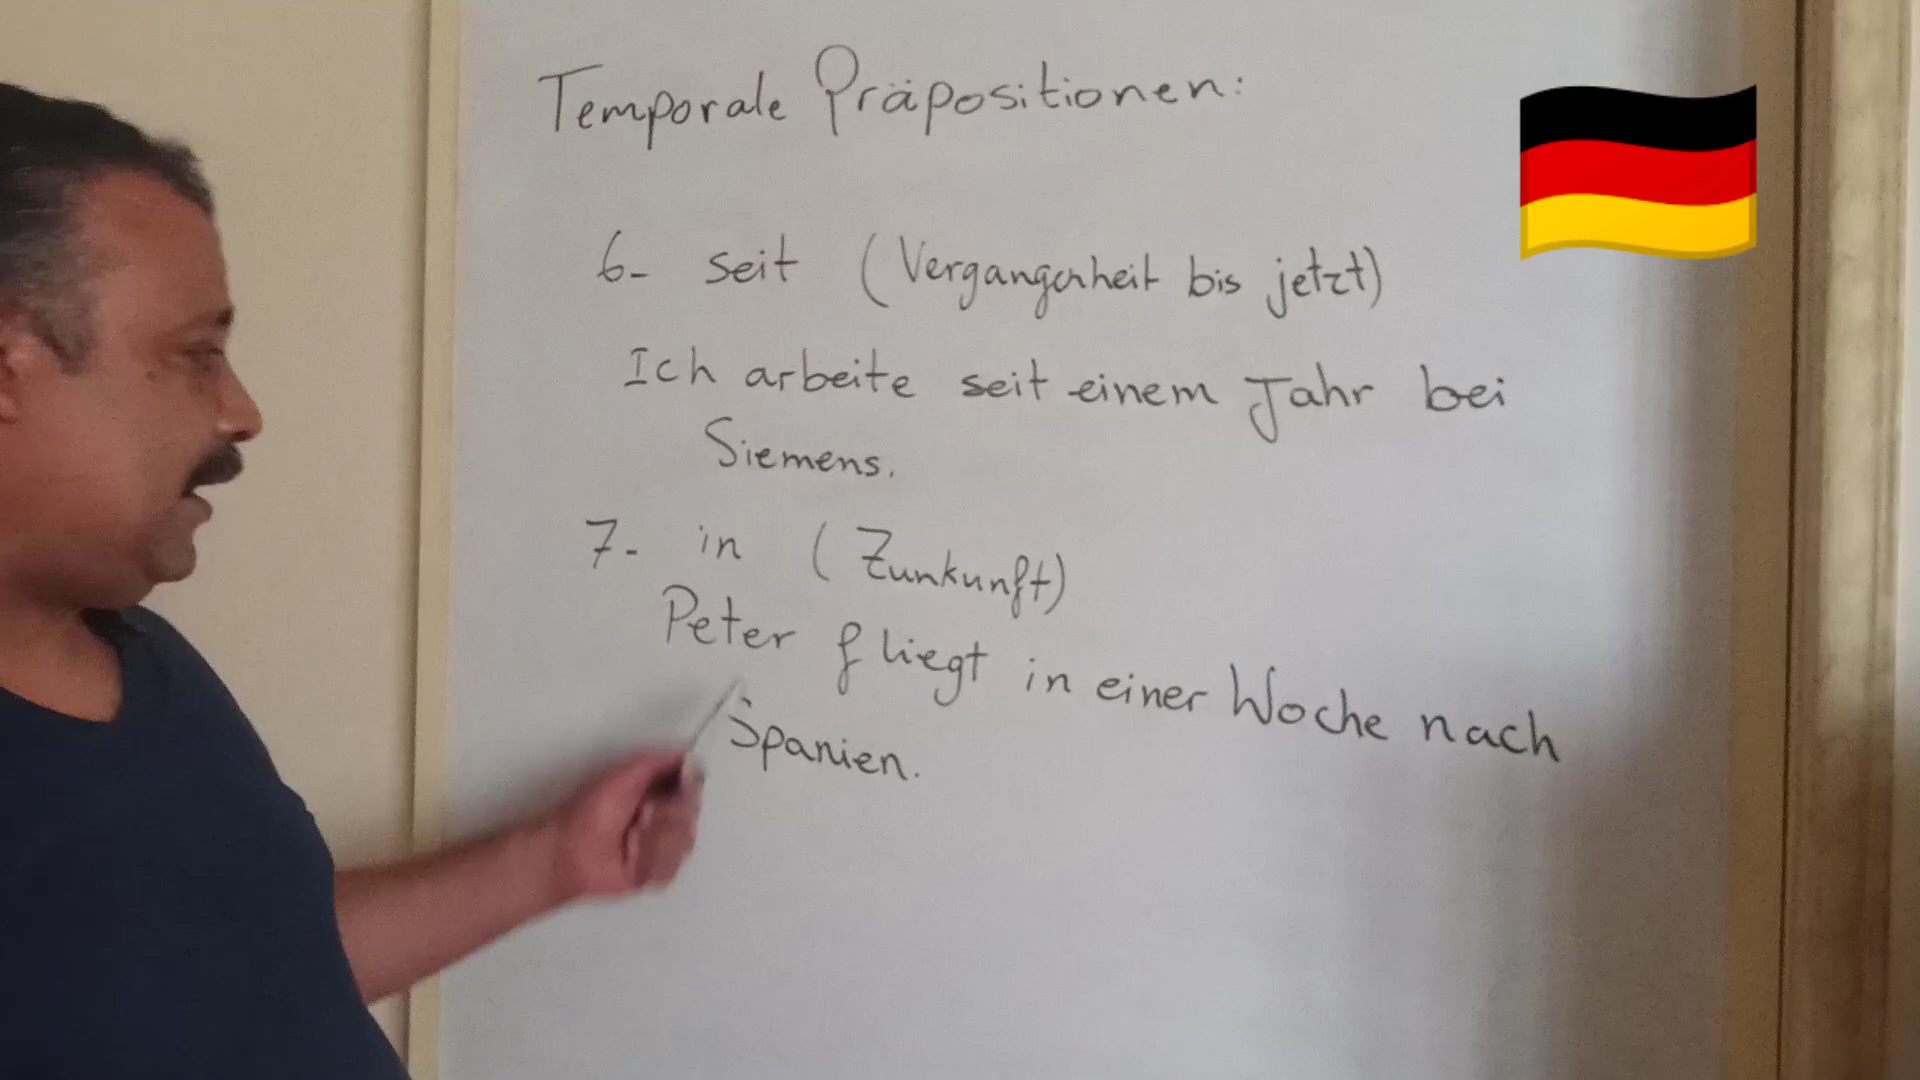 Temporale Präpositionen:
6- seit (Vergangenheit bis jetzt)
Ich arbeite seit einem Jahr bei
Siemens.
7- in (Zunkunft)
Peter fliegt in einer Woche nach
Spanien.